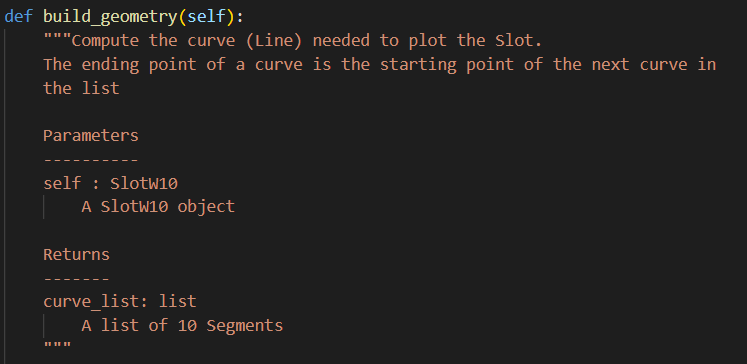 def build_geometry(self):
"""Compute the curve (Line) needed to plot the Slot.
The ending point of a curve is the starting point of the next curve in
the list
Parameters
----------
self : SlotW10
A SlotW10 object
Returns
-------
curve_list: list
A list of 10 Segments
"""